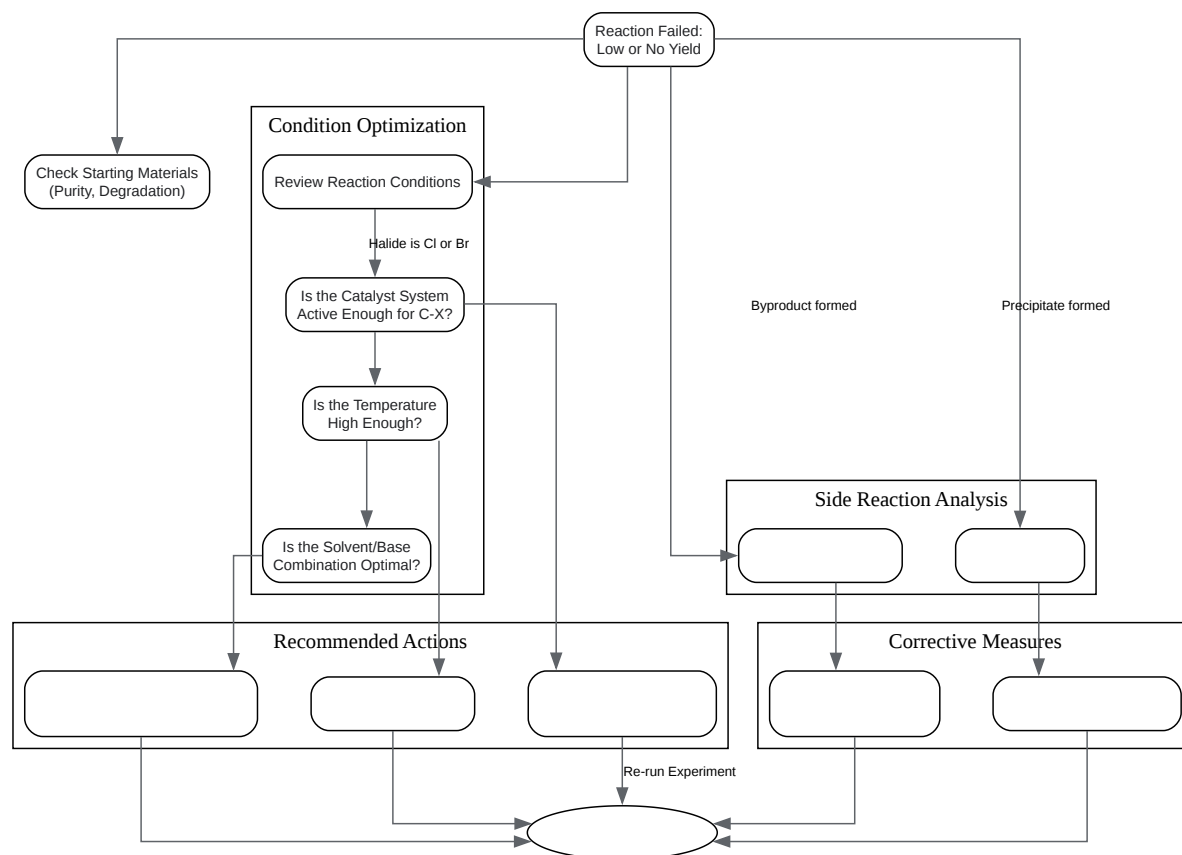 Reaction Failed:
Low or No Yield
Condition Optimization
Check Starting Materials
(Purity, Degradation)
Review Reaction Conditions
Halide is Cl or Br
Is the Catalyst System
Active Enough for C-X?
Byproduct formed
Precipitate formed
Is the Temperature
High Enough?
Side Reaction Analysis
Is the Solvent/Base
Combination Optimal?
Recommended Actions
Corrective Measures
Re-run Experiment